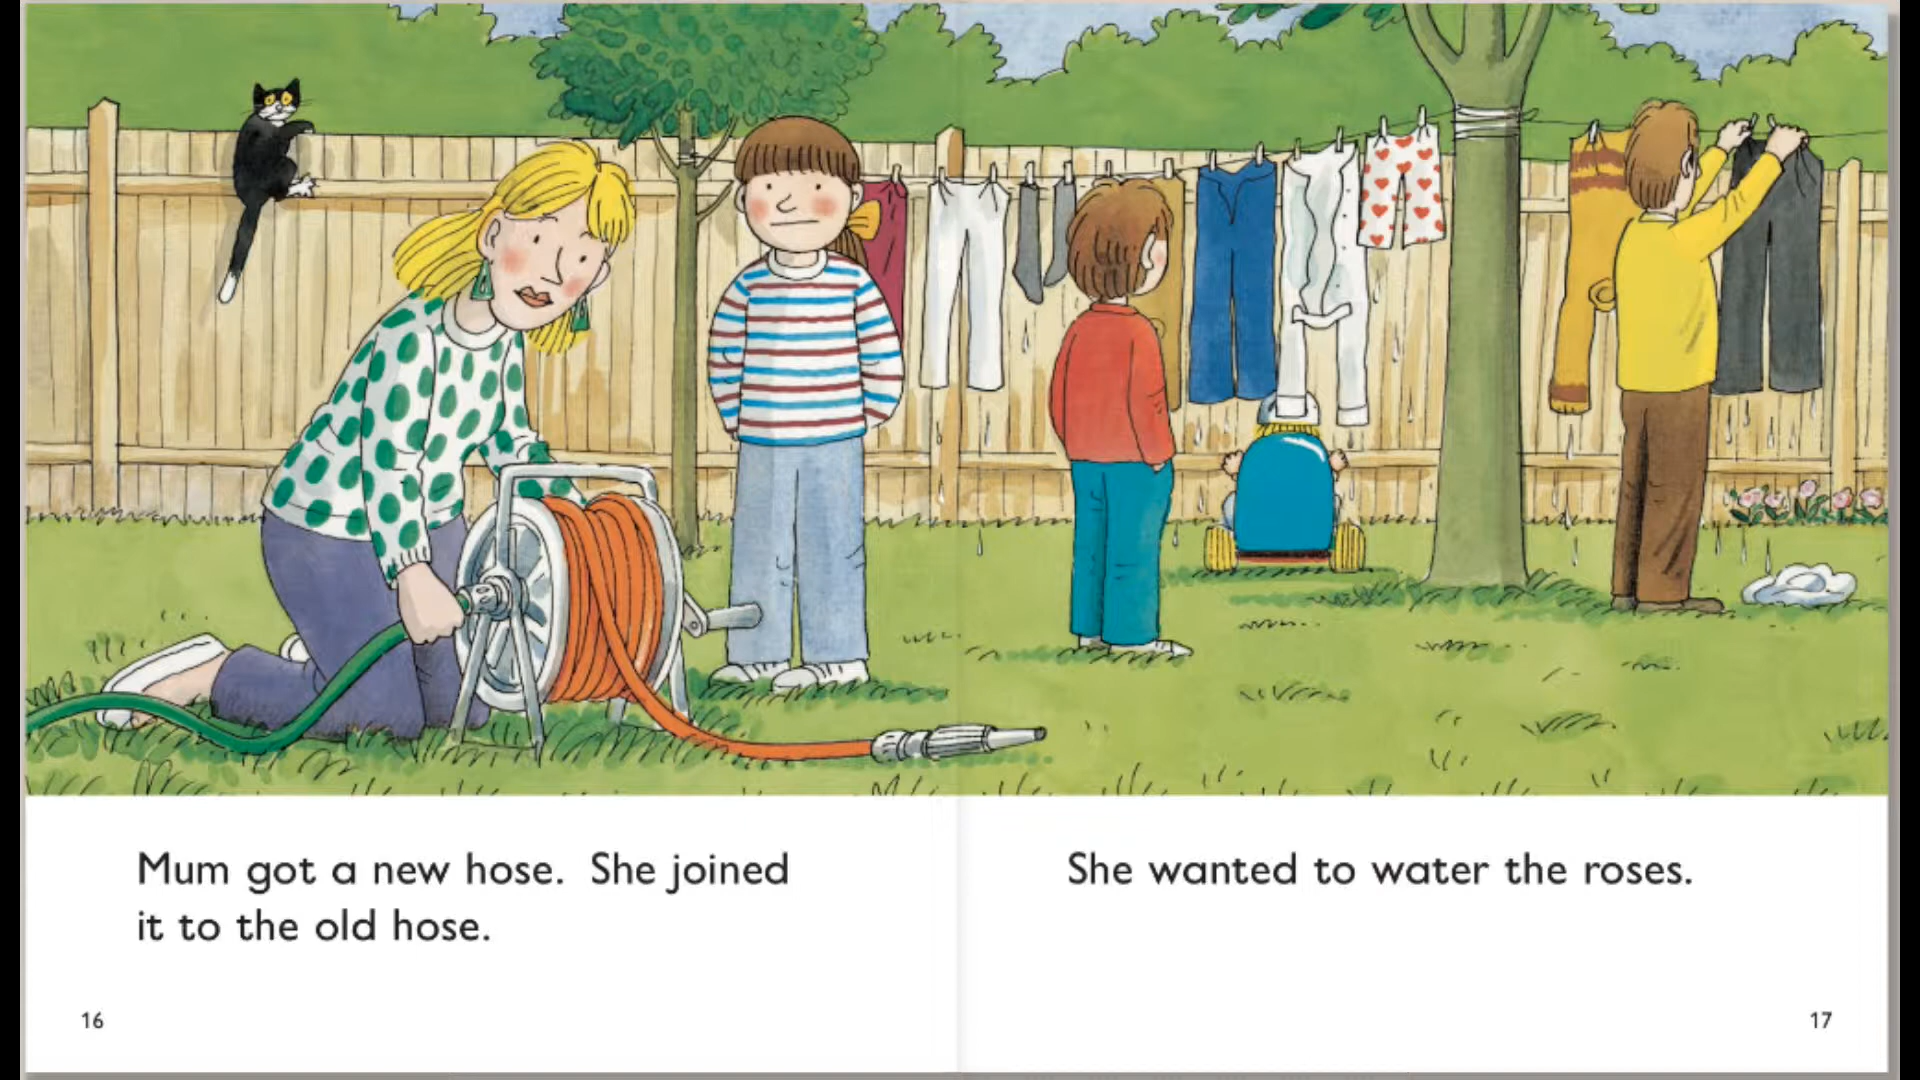 Mum got a new hose. She joined
it to the old hose.
She wanted to water the roses.
16
17